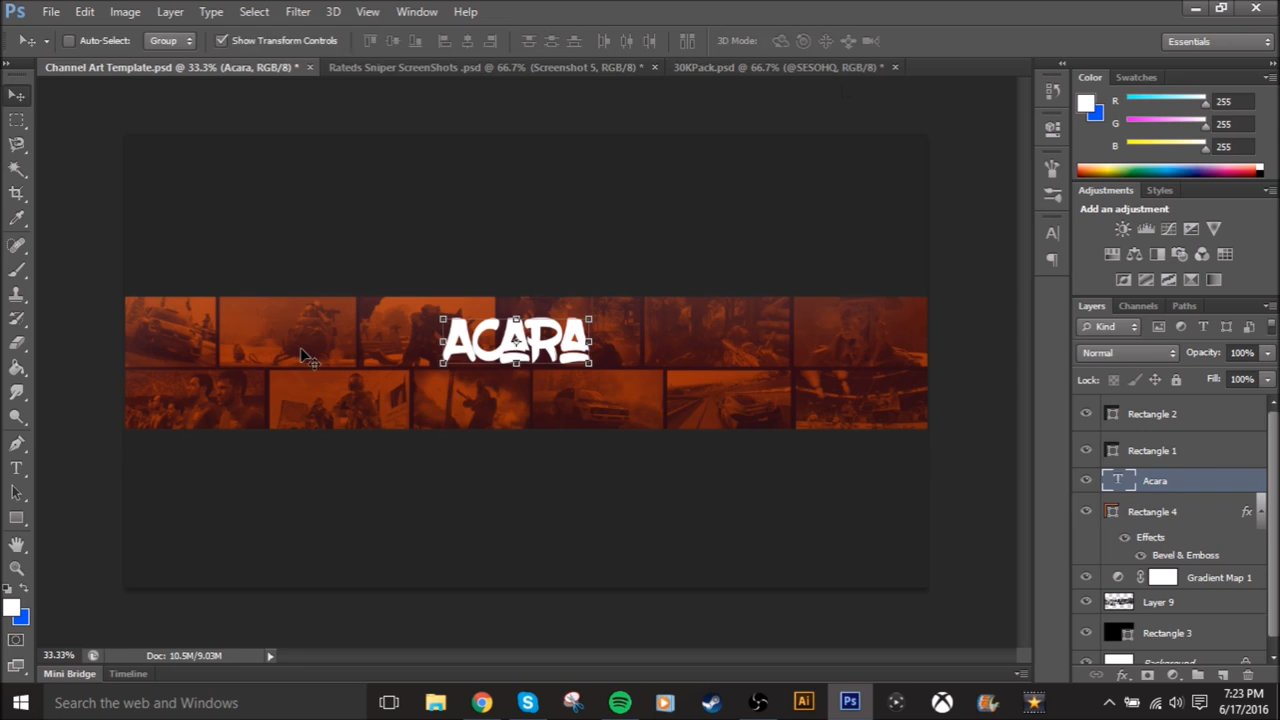 Ps File Edit Image Layer Type Select Filter 3D View Window Help
Auto-Select: Group Show Transform Controls 3D Mode: Essentials
Channel Art Template.psd @ 33.3% (Acara, RGB/8) * × Rateds Sniper ScreenShots .psd @ 66.7% (Screenshot 5, RGB/8) * × 30KPack.psd @ 66.7% (@SESOHQ, RGB/8) * ×
Color Swatches
R 255
G 255
B 255
Adjustments Styles
Add an adjustment
Layers Channels Paths
Kind
Normal Opacity: 100%
Lock: Fill: 100%
Rectangle 2
Rectangle 1
T Acara
Rectangle 4 fx
Effects
Bevel & Emboss
Gradient Map 1
Layer 9
Rectangle 3
Background
ACARA
33.33% Doc: 10.5M/9.03M
Mini Bridge Timeline
Search the web and Windows
Ai Ps
7:23 PM
6/17/2016